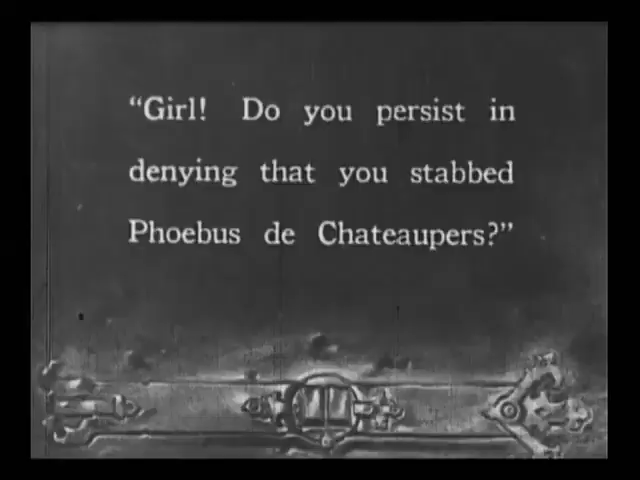 “Girl! Do you persist in
denying that you stabbed
Phoebus de Chateaupers?”